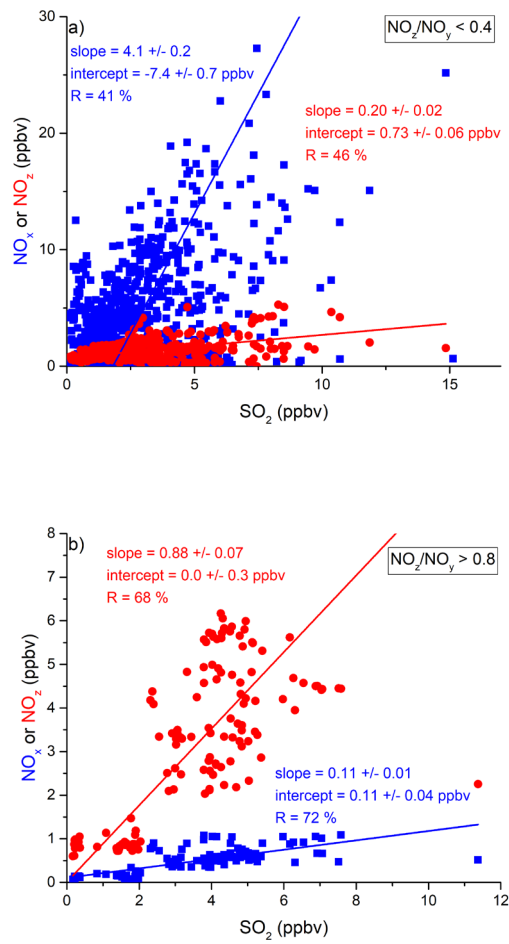 a)
NOz/NOy < 0.4
slope = 4.1 +/- 0.2
intercept = -7.4 +/- 0.7 ppbv
R = 41 %
slope = 0.20 +/- 0.02
intercept = 0.73 +/- 0.06 ppbv
R = 46 %
30
20
10
0
NOx or NOz (ppbv)
0 5 10 15
SO2 (ppbv)
b)
NOz/NOy > 0.8
slope = 0.88 +/- 0.07
intercept = 0.0 +/- 0.3 ppbv
R = 68 %
slope = 0.11 +/- 0.01
intercept = 0.11 +/- 0.04 ppbv
R = 72 %
8
7
6
5
4
3
2
1
0
NOx or NOz (ppbv)
0 2 4 6 8 10 12
SO2 (ppbv)